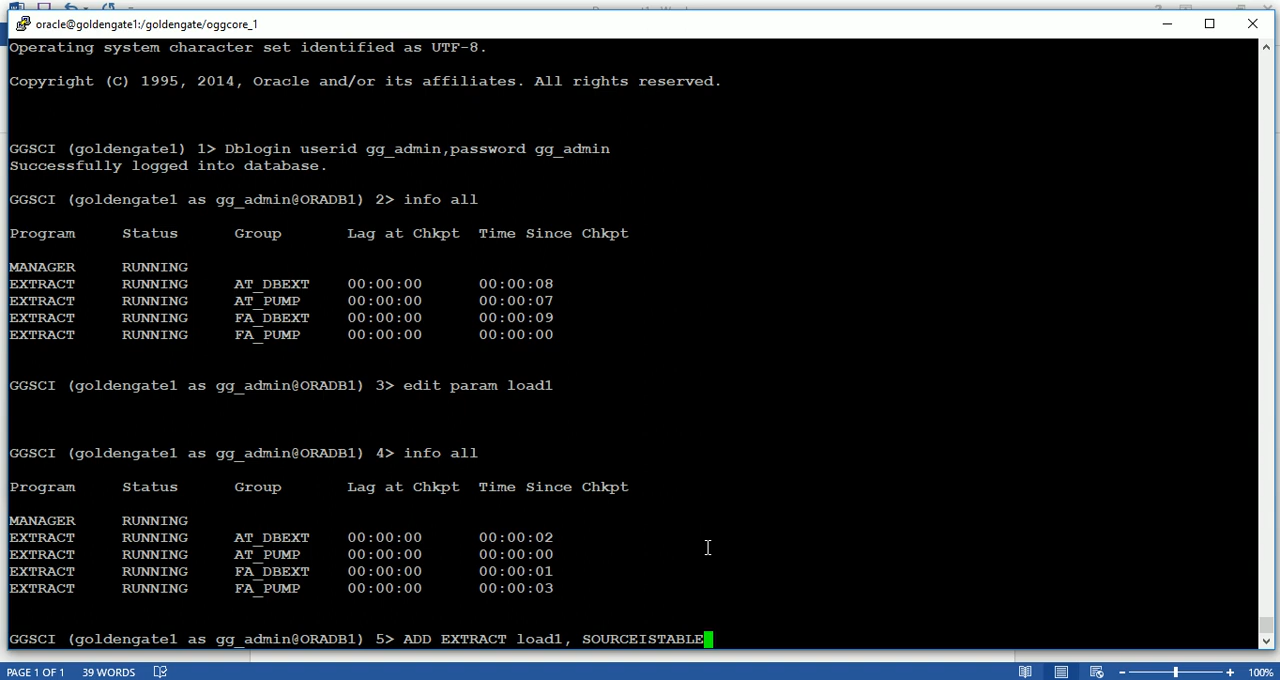 oracle@goldengate1:/goldengate/oggcore_1
Operating system character set identified as UTF-8.
Copyright (C) 1995, 2014, Oracle and/or its affiliates. All rights reserved.
GGSCI (goldengate1) 1> Dblogin userid gg_admin,password gg_admin
Successfully logged into database.
GGSCI (goldengate1 as gg_admin@ORADB1) 2> info all
Program Status Group Lag at Chkpt Time Since Chkpt
MANAGER RUNNING
EXTRACT RUNNING AT_DBEXT 00:00:00 00:00:08
EXTRACT RUNNING AT_PUMP 00:00:00 00:00:07
EXTRACT RUNNING FA_DBEXT 00:00:00 00:00:09
EXTRACT RUNNING FA_PUMP 00:00:00 00:00:00
GGSCI (goldengate1 as gg_admin@ORADB1) 3> edit param load1
GGSCI (goldengate1 as gg_admin@ORADB1) 4> info all
Program Status Group Lag at Chkpt Time Since Chkpt
MANAGER RUNNING
EXTRACT RUNNING AT_DBEXT 00:00:00 00:00:02
EXTRACT RUNNING AT_PUMP 00:00:00 00:00:00
EXTRACT RUNNING FA_DBEXT 00:00:00 00:00:01
EXTRACT RUNNING FA_PUMP 00:00:00 00:00:03
GGSCI (goldengate1 as gg_admin@ORADB1) 5> ADD EXTRACT load1, SOURCEISTABLE
PAGE 1 OF 1 39 WORDS 100%